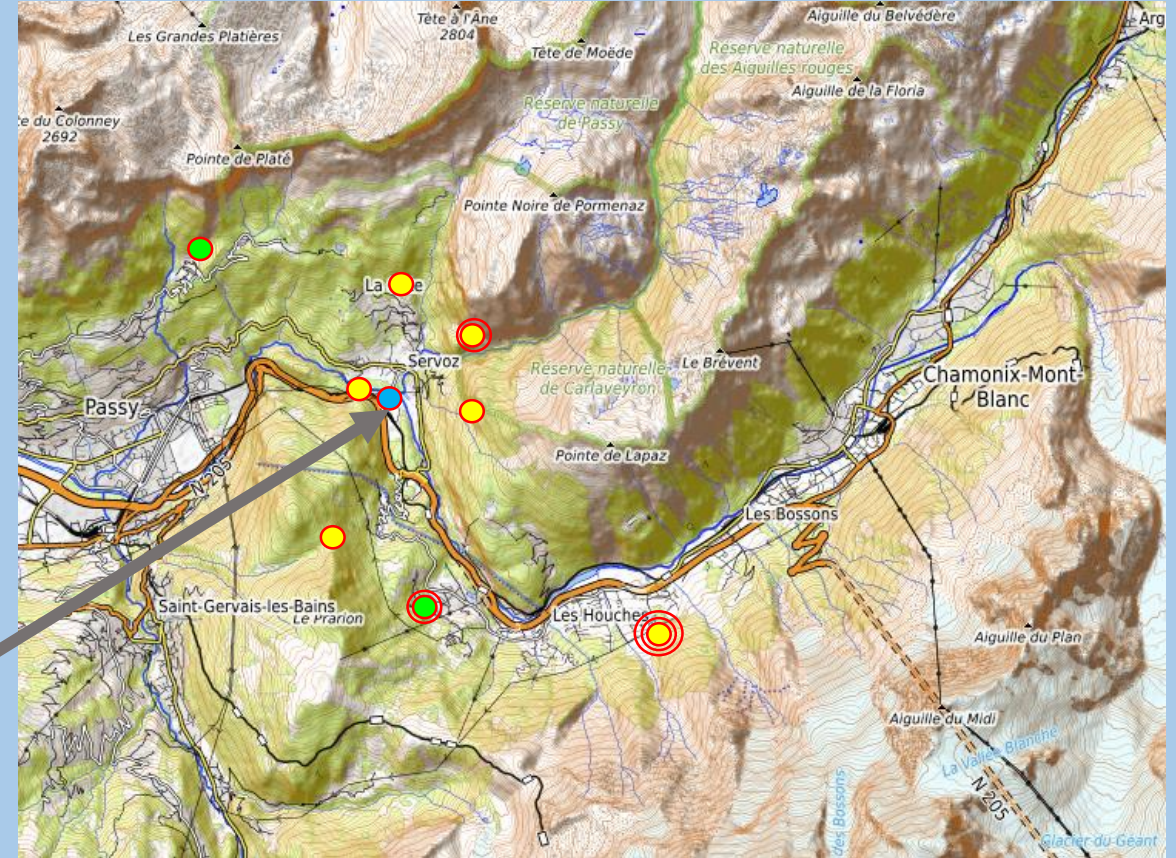 Tête à l'Âne
2804
Les Grandes Platières
Tête de Moëde
Aiguille du Belvédère
Arg
Réserve naturelle
des Aiguilles rouges
Aiguille de la Floria
Réserve naturelle
de Passy
te du Colonney
2692
Pointe de Platé
Pointe Noire de Pormenaz
La
Servoz
Réserve naturelle
de Carlaveyron
Le Brévent
Chamonix-Mont-
Blanc
Passy
Pointe de Lapaz
N 205
Les Bossons
Saint-Gervais-les-Bains
Le Prarion
Les Houches
Aiguille du Plan
Aiguille du Midi
La Vallée Blanche
N 205
des Bossons
Glacier du Géant